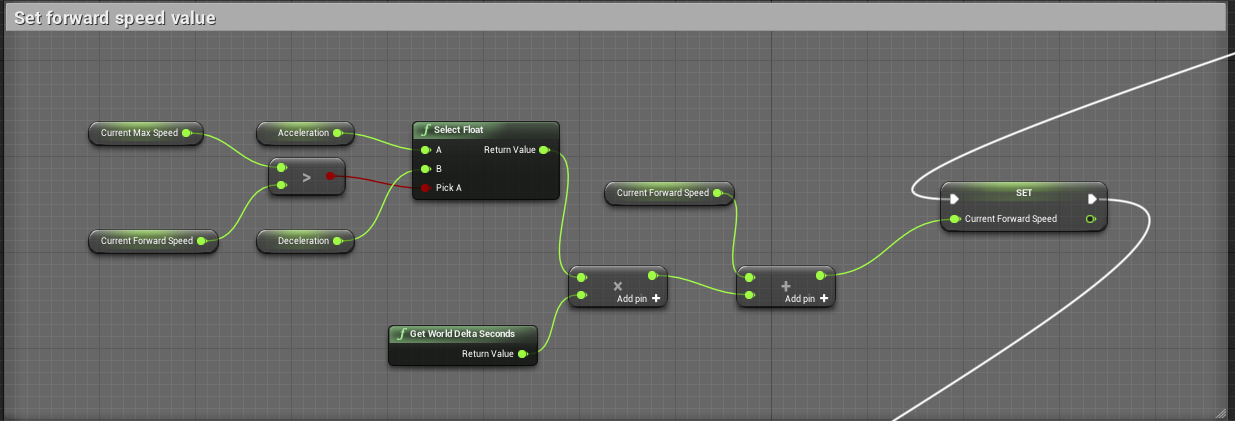 Set forward speed value
Current Max Speed
Acceleration
f Select Float
A
Return Value
B
Pick A
>
Current Forward Speed
Deceleration
Current Forward Speed
SET
Current Forward Speed
×
Add pin +
+
Add pin +
f Get World Delta Seconds
Return Value